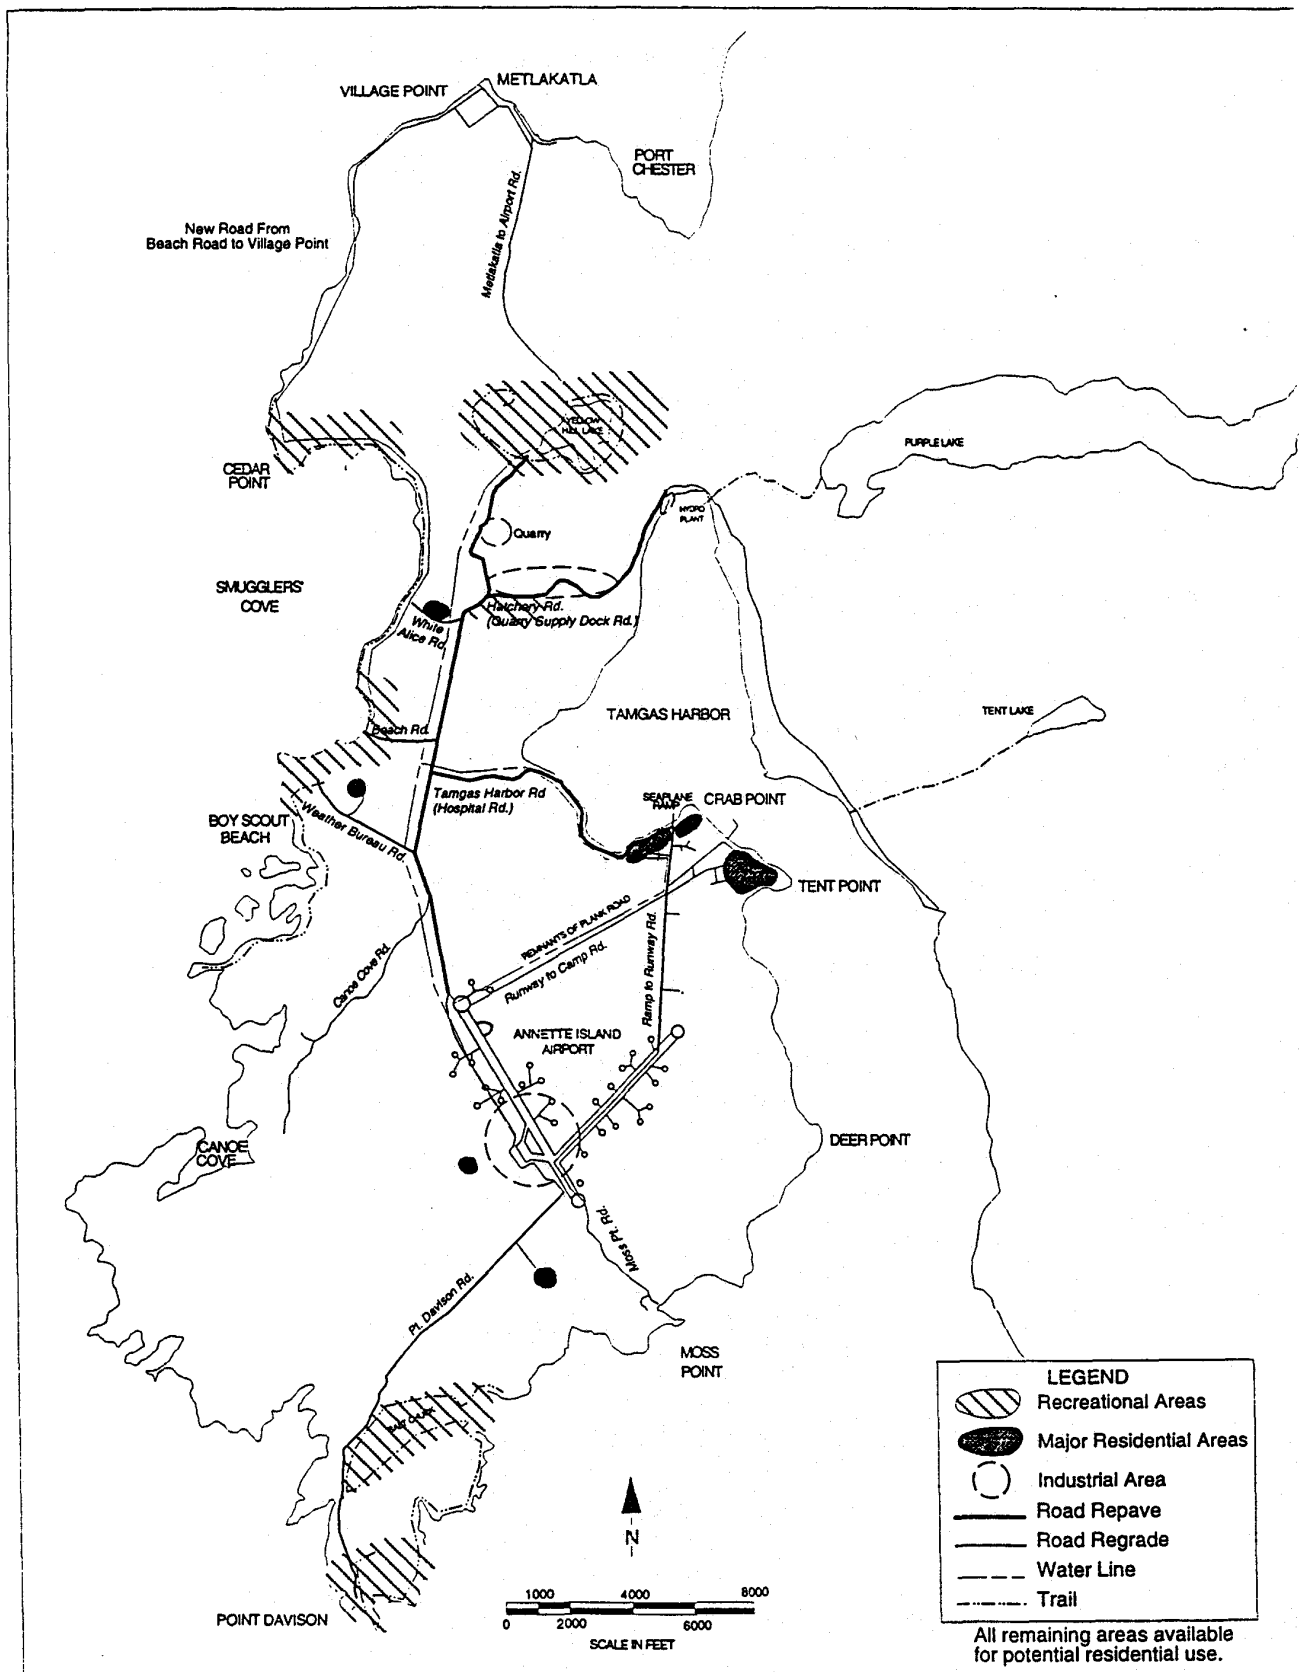 METLAKATLA
VILLAGE POINT
PORT
CHESTER
Metlakatla to Airport Rd.
New Road From
Beach Road to Village Point
YELLOW
HILL LAKE
PURPLE LAKE
CEDAR
POINT
HYDRO
PLANT
Quarry
SMUGGLERS'
COVE
Hatchery Rd.
(Quarry Supply Dock Rd.)
White
Alice Rd.
TAMGAS HARBOR
TENT LAKE
Beach Rd.
Tamgas Harbor Rd
(Hospital Rd.)
SEAPLANE
RAMP
CRAB POINT
BOY SCOUT
BEACH
Weather Bureau Rd.
TENT POINT
REMNANTS OF PLANK ROAD
Runway to Camp Rd.
Ramp to Runway Rd.
Canoe Cove Rd.
ANNETTE ISLAND
AIRPORT
CANOE
COVE
DEER POINT
Moss Pt. Rd.
Pt. Davison Rd.
MOSS
POINT
POINT DAVISON
N
1000 4000 8000
0 2000 6000
SCALE IN FEET
LEGEND
Recreational Areas
Major Residential Areas
Industrial Area
Road Repave
Road Regrade
Water Line
Trail
All remaining areas available
for potential residential use.